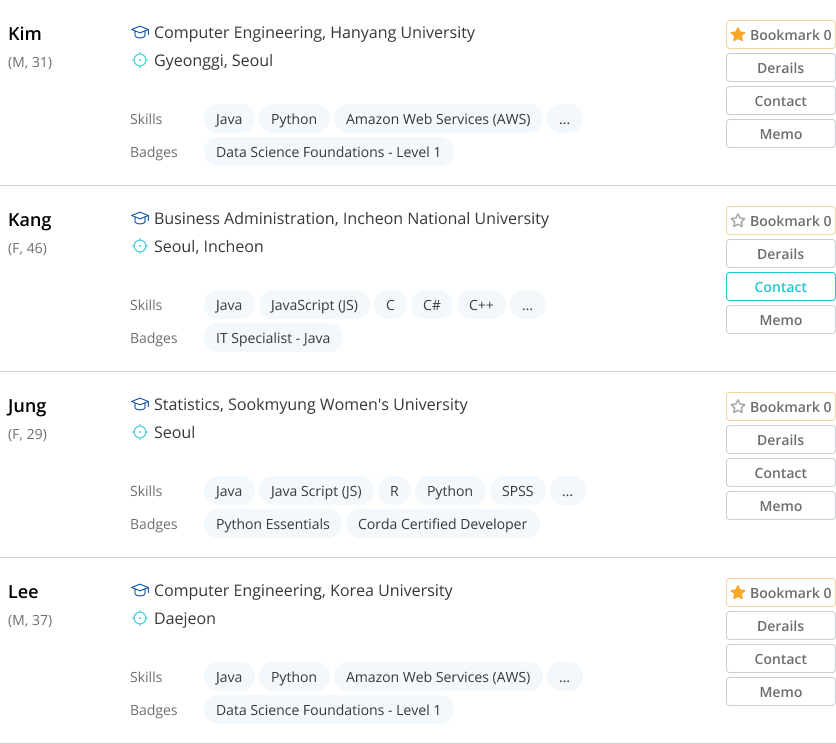 Kim
(M, 31)
Computer Engineering, Hanyang University
Gyeonggi, Seoul
Skills Java Python Amazon Web Services (AWS) ...
Badges Data Science Foundations - Level 1
Bookmark 0
Derails
Contact
Memo
Kang
(F, 46)
Business Administration, Incheon National University
Seoul, Incheon
Skills Java JavaScript (JS) C C# C++ ...
Badges IT Specialist - Java
Bookmark 0
Derails
Contact
Memo
Jung
(F, 29)
Statistics, Sookmyung Women's University
Seoul
Skills Java Java Script (JS) R Python SPSS ...
Badges Python Essentials Corda Certified Developer
Bookmark 0
Derails
Contact
Memo
Lee
(M, 37)
Computer Engineering, Korea University
Daejeon
Skills Java Python Amazon Web Services (AWS) ...
Badges Data Science Foundations - Level 1
Bookmark 0
Derails
Contact
Memo